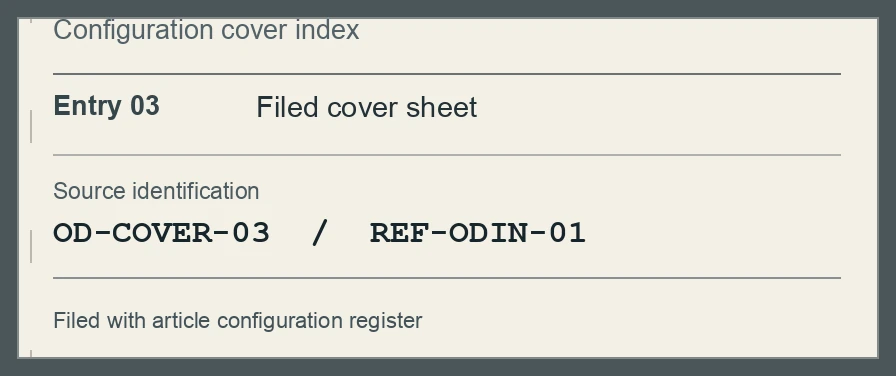 Configuration cover index
Entry 03 Filed cover sheet
Source identification
OD-COVER-03 / REF-ODIN-01
Filed with article configuration register